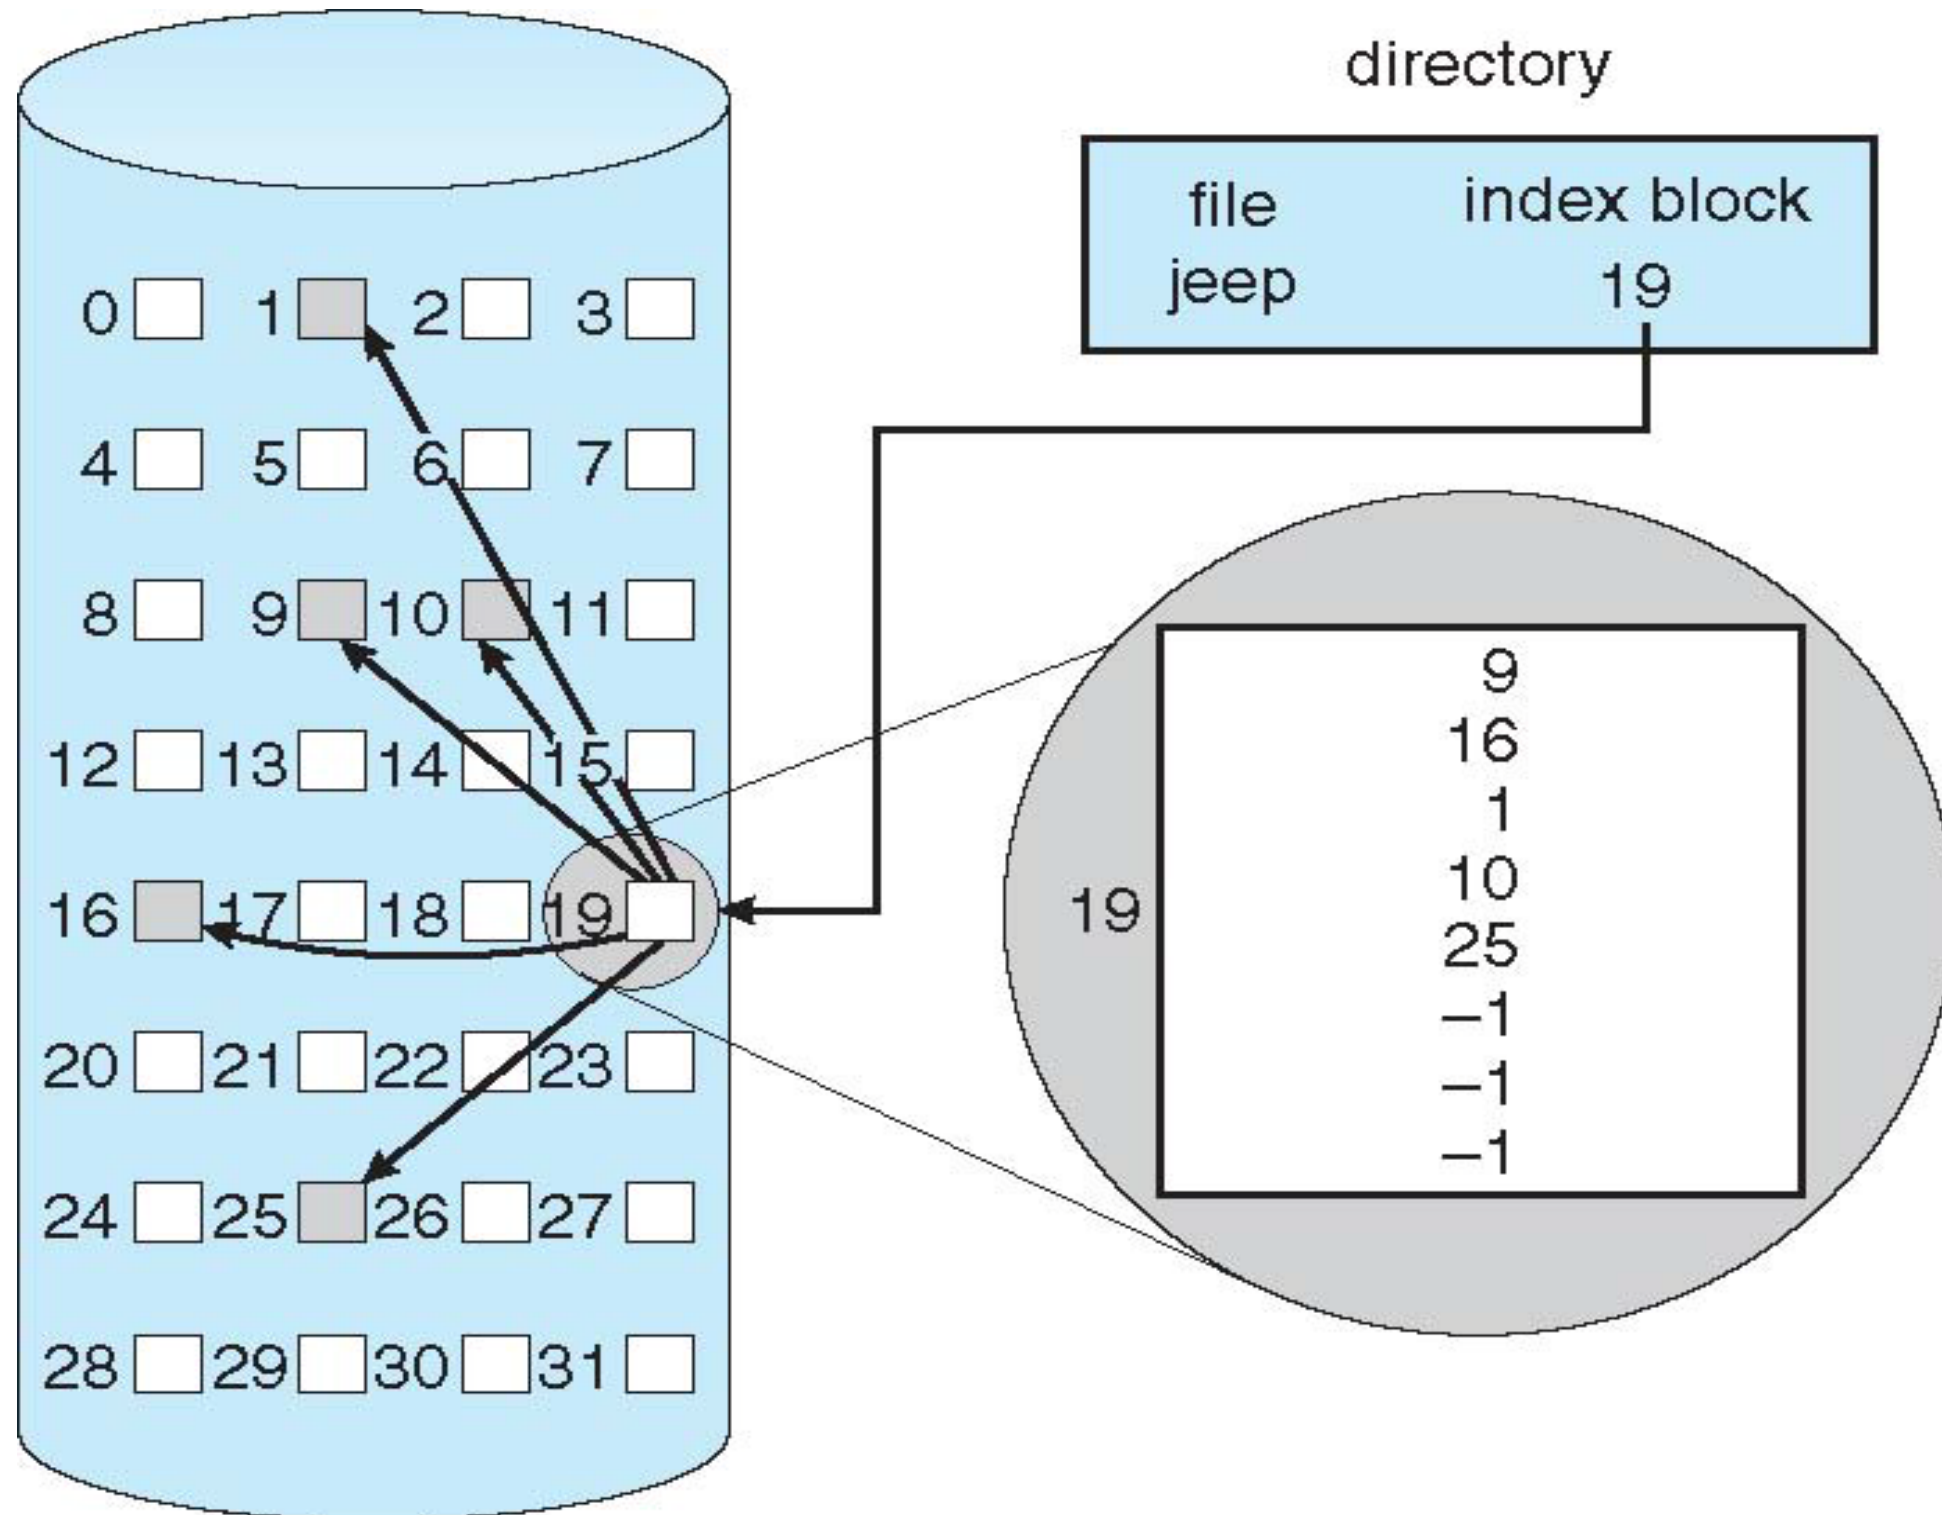 directory
file index block
jeep 19
0 1 2 3
4 5 6 7
8 9 10 11
12 13 14 15
16 17 18 19
20 21 22 23
24 25 26 27
28 29 30 31
19
9
16
1
10
25
–1
–1
–1